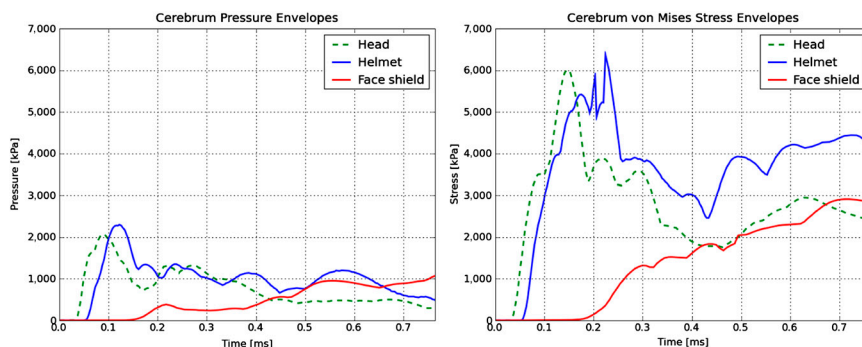 Cerebrum Pressure Envelopes
7,000
6,000
5,000
4,000
3,000
2,000
1,000
0
Pressure [kPa]
Head
Helmet
Face shield
0.0 0.1 0.2 0.3 0.4 0.5 0.6 0.7
Time [ms]
Cerebrum von Mises Stress Envelopes
7,000
6,000
5,000
4,000
3,000
2,000
1,000
0
Stress [kPa]
Head
Helmet
Face shield
0.0 0.1 0.2 0.3 0.4 0.5 0.6 0.7
Time [ms]